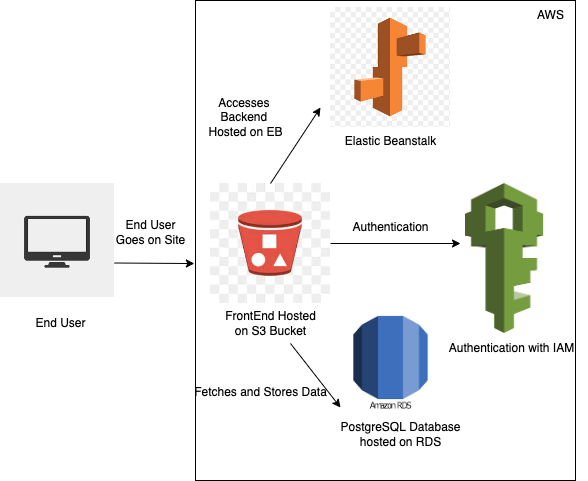 AWS
Accesses
Backend
Hosted on EB
Elastic Beanstalk
End User
Goes on Site
Authentication
End User
FrontEnd Hosted
on S3 Bucket
Authentication with IAM
Fetches and Stores Data
Amazon RDS
PostgreSQL Database
hosted on RDS